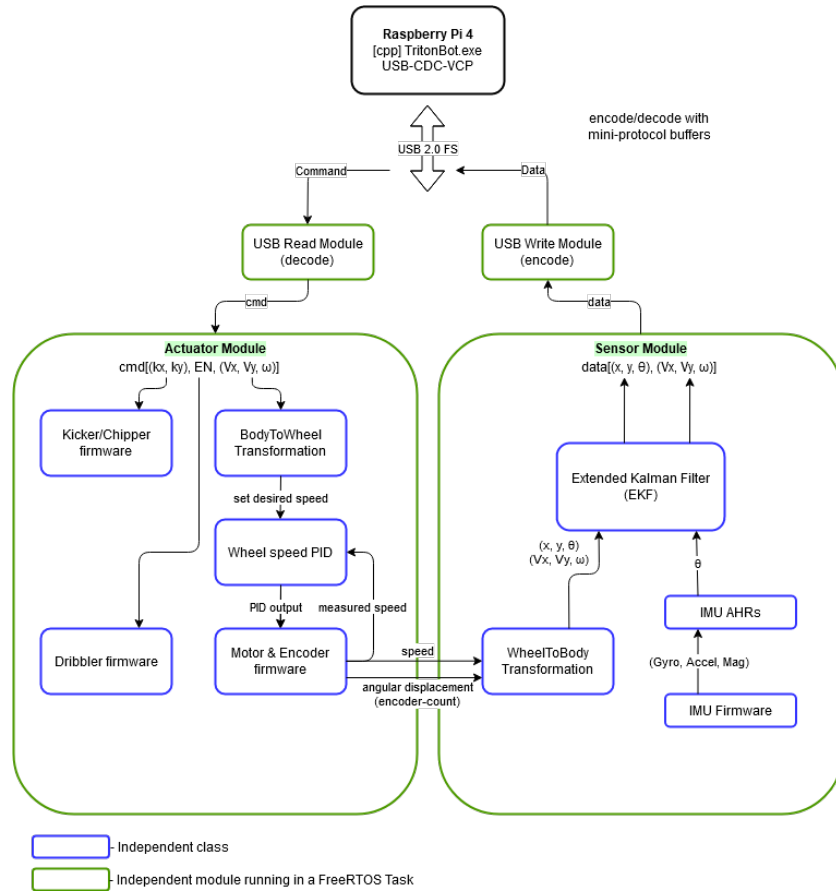 Raspberry Pi 4
[cpp] TritonBot.exe
USB-CDC-VCP
encode/decode with
mini-protocol buffers
USB 2.0 FS
Command
Data
USB Read Module
(decode)
USB Write Module
(encode)
cmd
data
Actuator Module
cmd[(kx, ky), EN, (Vx, Vy, ω)]
Sensor Module
data[(x, y, θ), (Vx, Vy, ω)]
Kicker/Chipper
firmware
BodyToWheel
Transformation
Extended Kalman Filter
(EKF)
set desired speed
Wheel speed PID
(x, y, θ)
(Vx, Vy, ω)
θ
PID output
measured speed
IMU AHRs
Dribbler firmware
Motor & Encoder
firmware
speed
angular displacement
(encoder-count)
WheelToBody
Transformation
(Gyro, Accel, Mag)
IMU Firmware
- Independent class
- Independent module running in a FreeRTOS Task